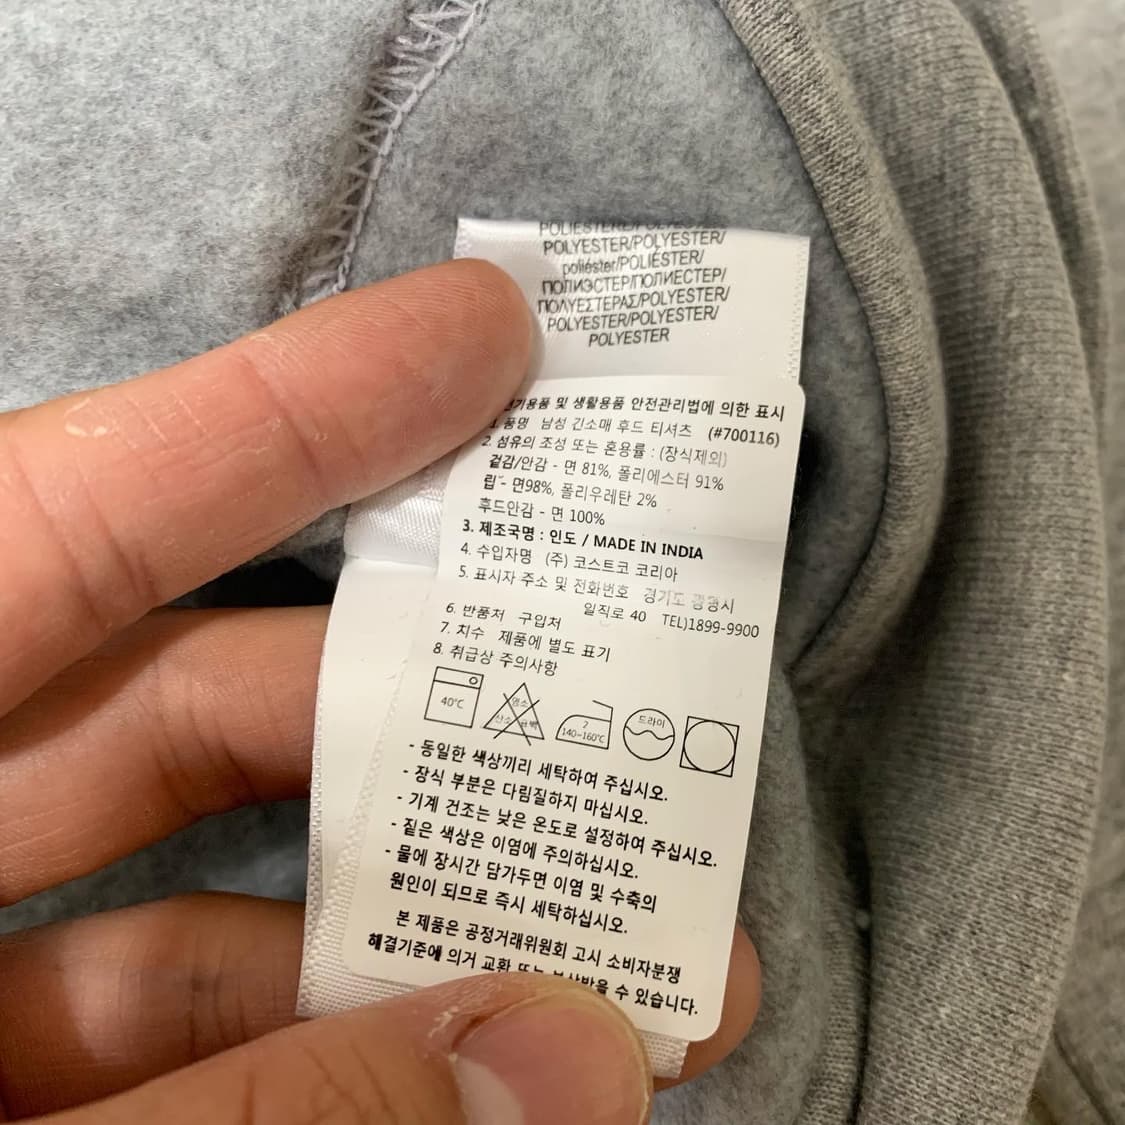 POLYESTER/POLYESTER/
poliéster/POLIÉSTER/
ПОЛИЭСТЕР/ПОЛИЕСТЕР/
ΠΟΛΥΕΣΤΕΡΑΣ/POLYESTER/
POLYESTER/POLYESTER/
POLYESTER
및 생활용품 안전관리법에 의한 표시
1. 품명 남성 긴소매 후드 티셔츠 (#700116)
2. 섬유의 조성 또는 혼용률 : (장식제외)
겉감/안감 - 면 81%, 폴리에스터 91%
립 - 면98%, 폴리우레탄 2%
후드안감 - 면 100%
3. 제조국명 : 인도 / MADE IN INDIA
4. 수입자명 (주) 코스트코 코리아
5. 표시자 주소 및 전화번호 경기도 광명시
일직로 40 TEL)1899-9900
6. 반품처 구입처
7. 치수 제품에 별도 표기
8. 취급상 주의사항
40℃
염소
산소 표백
2
140~160℃
드라이
- 동일한 색상끼리 세탁하여 주십시오.
- 장식 부분은 다림질하지 마십시오.
- 기계 건조는 낮은 온도로 설정하여 주십시오.
- 짙은 색상은 이염에 주의하십시오.
- 물에 장시간 담가두면 이염 및 수축의
원인이 되므로 즉시 세탁하십시오.
본 제품은 공정거래위원회 고시 소비자분쟁
해결기준에 의거 교환 또는 보상받을 수 있습니다.